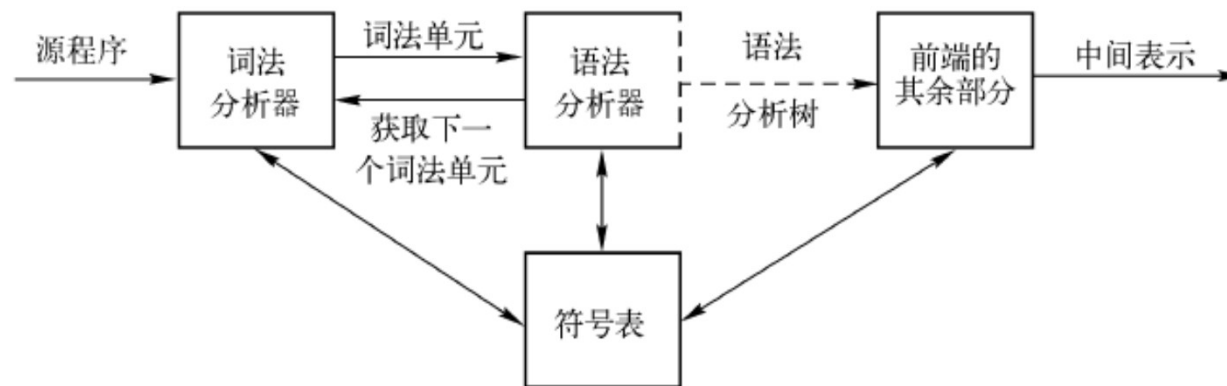 源程序
词法
分析器
词法单元
获取下一
个词法单元
语法
分析器
语法
分析树
前端的
其余部分
中间表示
符号表